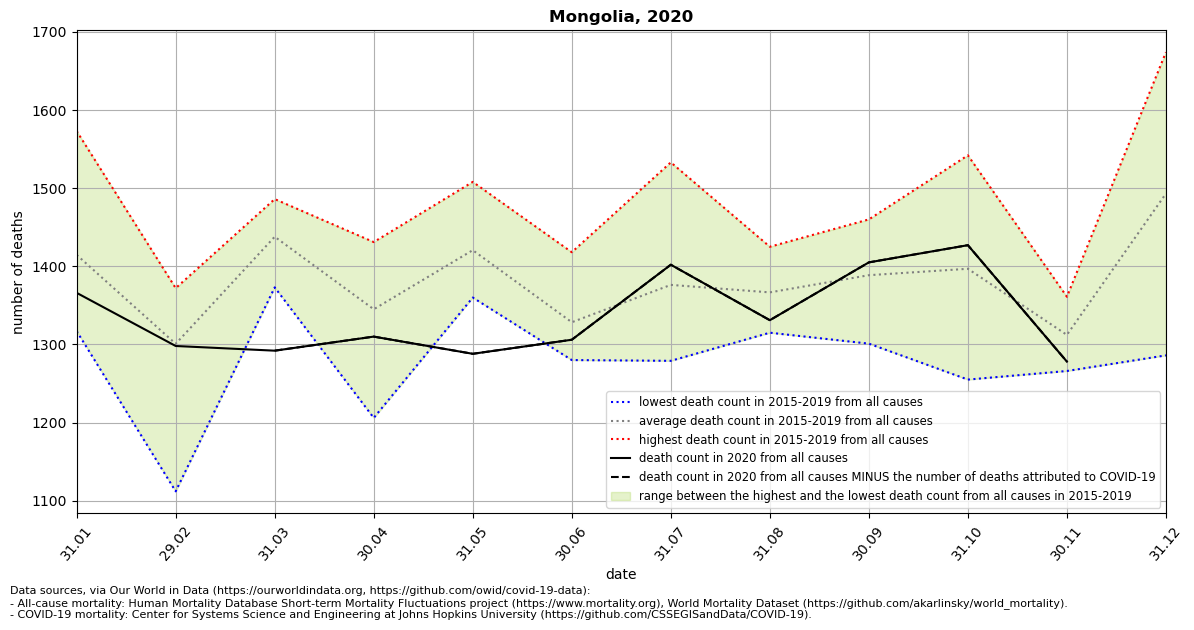 Mongolia, 2020
1700
1600
1500
1400
1300
1200
1100
number of deaths
lowest death count in 2015-2019 from all causes
average death count in 2015-2019 from all causes
highest death count in 2015-2019 from all causes
death count in 2020 from all causes
death count in 2020 from all causes MINUS the number of deaths attributed to COVID-19
range between the highest and the lowest death count from all causes in 2015-2019
31.01
29.02
31.03
30.04
31.05
30.06
31.07
31.08
30.09
31.10
30.11
31.12
date
Data sources, via Our World in Data (https://ourworldindata.org, https://github.com/owid/covid-19-data):
- All-cause mortality: Human Mortality Database Short-term Mortality Fluctuations project (https://www.mortality.org), World Mortality Dataset (https://github.com/akarlinsky/world_mortality).
- COVID-19 mortality: Center for Systems Science and Engineering at Johns Hopkins University (https://github.com/CSSEGISandData/COVID-19).